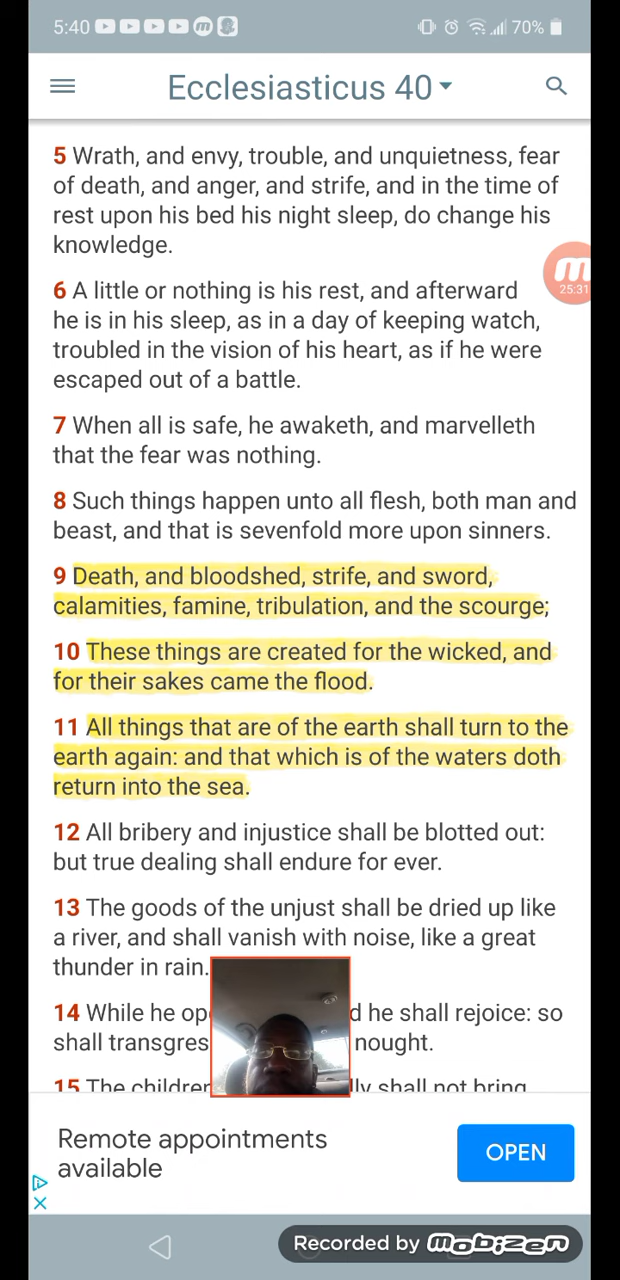 5:40
70%
Ecclesiasticus 40
5 Wrath, and envy, trouble, and unquietness, fear
of death, and anger, and strife, and in the time of
rest upon his bed his night sleep, do change his
knowledge.
6 A little or nothing is his rest, and afterward
he is in his sleep, as in a day of keeping watch,
troubled in the vision of his heart, as if he were
escaped out of a battle.
m
25:31
7 When all is safe, he awaketh, and marvelleth
that the fear was nothing.
8 Such things happen unto all flesh, both man and
beast, and that is sevenfold more upon sinners.
9 Death, and bloodshed, strife, and sword,
calamities, famine, tribulation, and the scourge;
10 These things are created for the wicked, and
for their sakes came the flood.
11 All things that are of the earth shall turn to the
earth again: and that which is of the waters doth
return into the sea.
12 All bribery and injustice shall be blotted out:
but true dealing shall endure for ever.
13 The goods of the unjust shall be dried up like
a river, and shall vanish with noise, like a great
thunder in rain.
14 While he op d he shall rejoice: so
shall transgres nought.
15 The children ly shall not bring
Remote appointments
available
OPEN
Recorded by mobizen